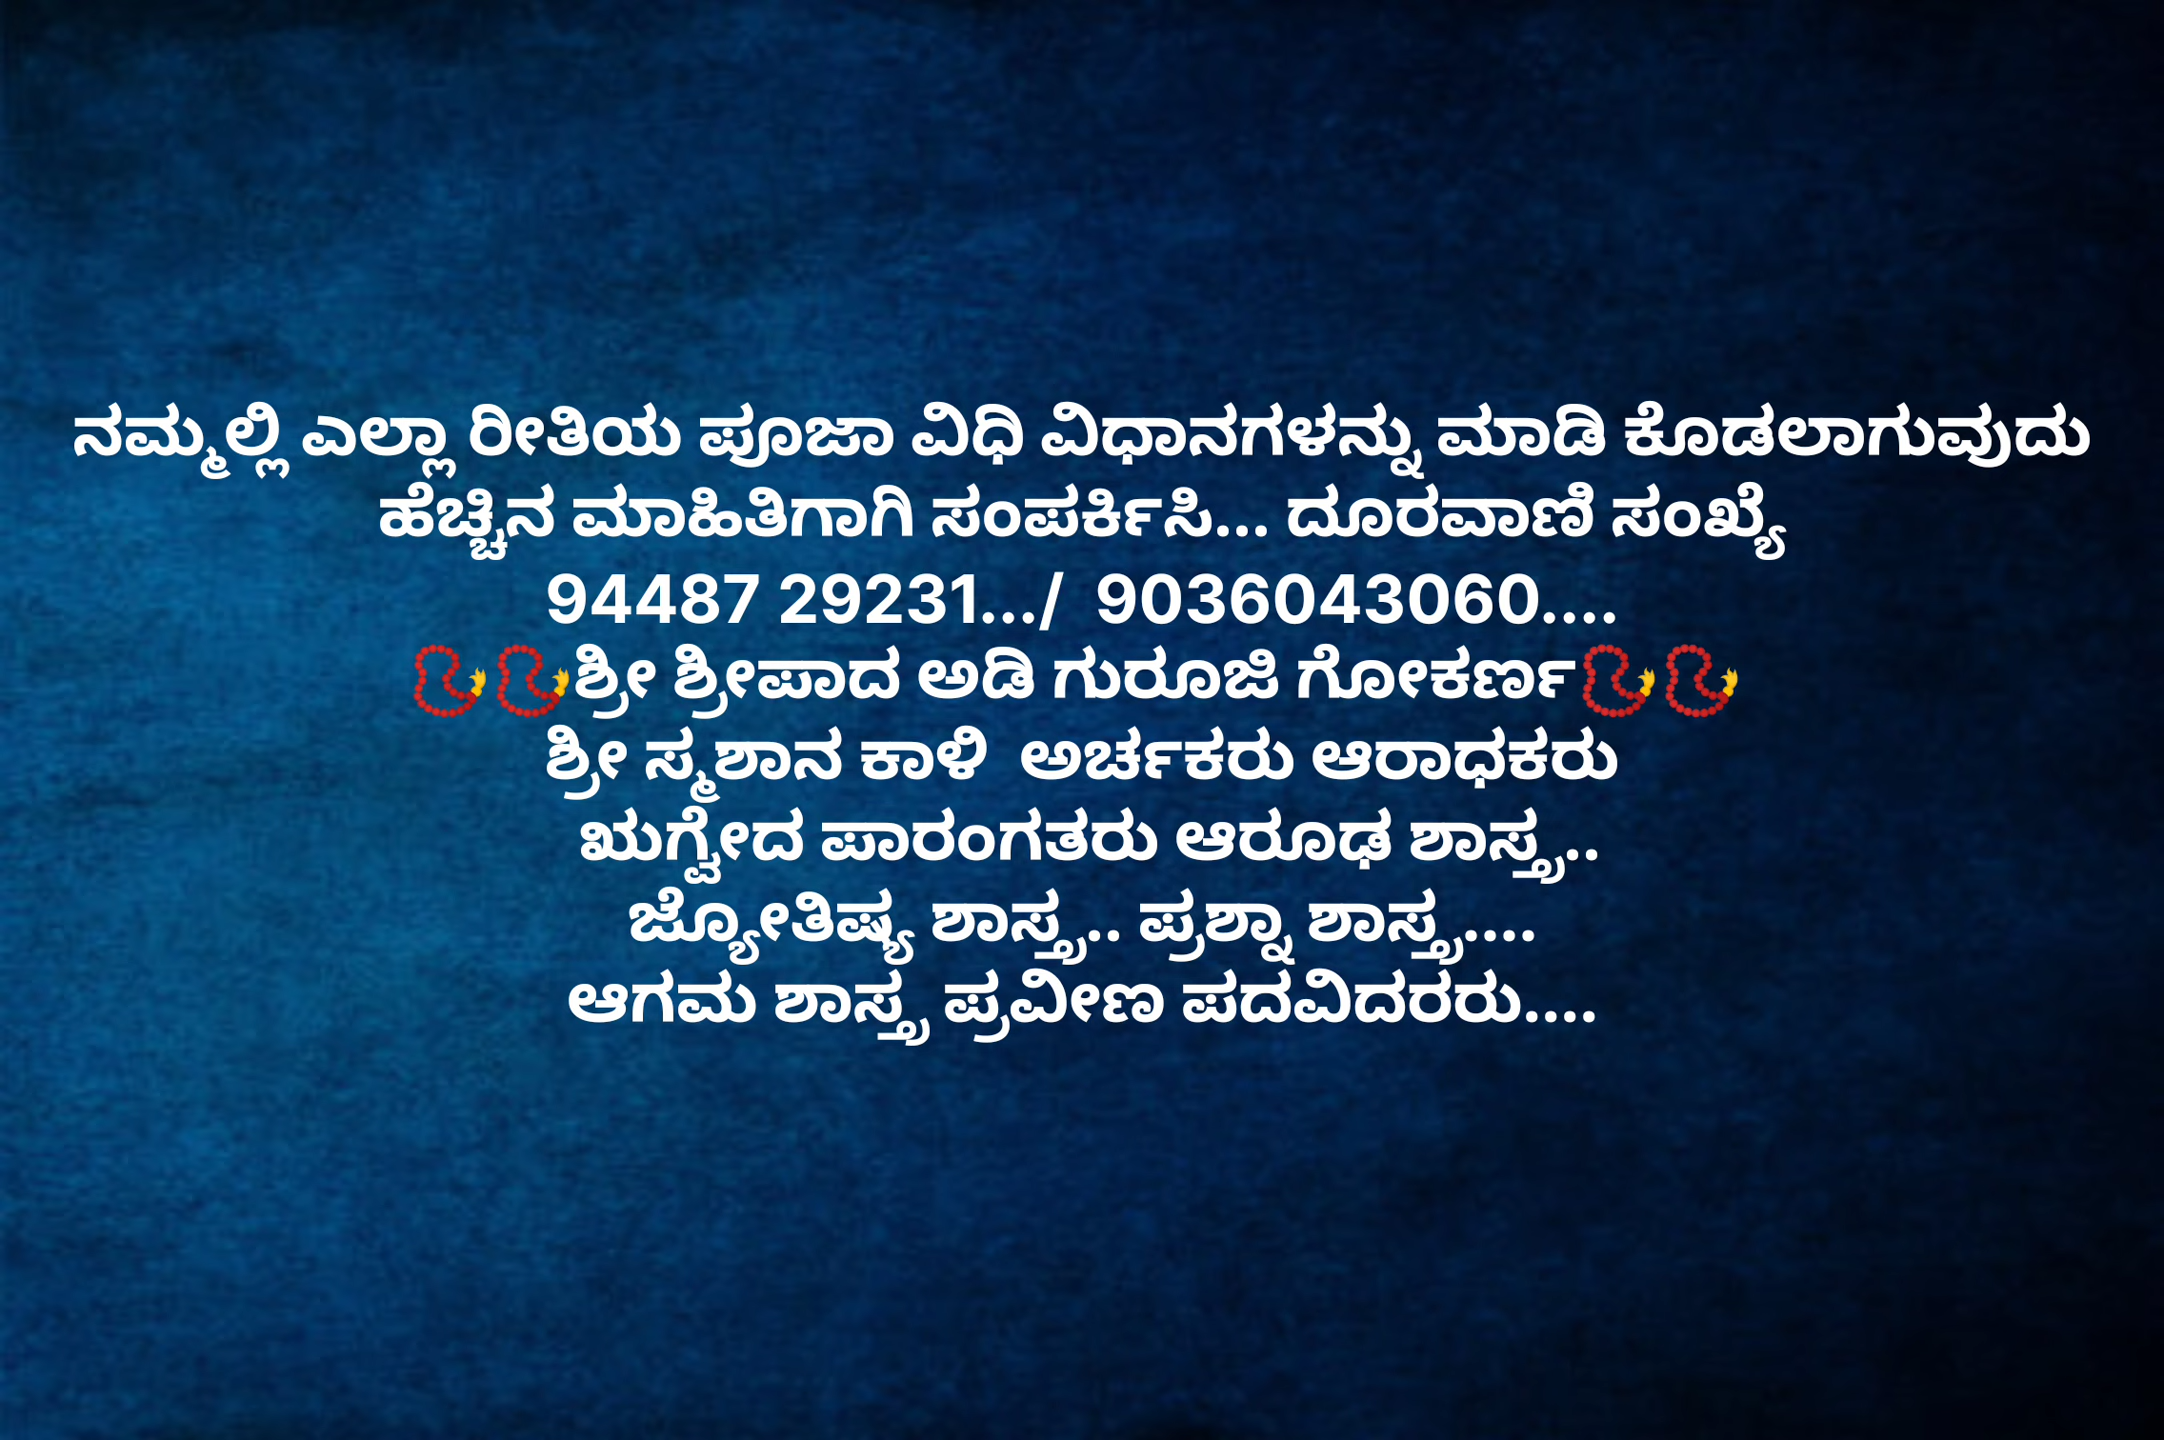 ನಮ್ಮಲ್ಲಿ ಎಲ್ಲಾ ರೀತಿಯ ಪೂಜಾ ವಿಧಿ ವಿಧಾನಗಳನ್ನು ಮಾಡಿ ಕೊಡಲಾಗುವುದು
ಹೆಚ್ಚಿನ ಮಾಹಿತಿಗಾಗಿ ಸಂಪರ್ಕಿಸಿ... ದೂರವಾಣಿ ಸಂಖ್ಯೆ
94487 29231.../ 9036043060....
📿📿ಶ್ರೀ ಶ್ರೀಪಾದ ಅಡಿ ಗುರೂಜಿ ಗೋಕರ್ಣ📿📿
ಶ್ರೀ ಸ್ಮಶಾನ ಕಾಳಿ ಅರ್ಚಕರು ಆರಾಧಕರು
ಋಗ್ವೇದ ಪಾರಂಗತರು ಆರೂಢ ಶಾಸ್ತ್ರ..
ಜ್ಯೋತಿಷ್ಯ ಶಾಸ್ತ್ರ.. ಪ್ರಶ್ನಾ ಶಾಸ್ತ್ರ....
ಆಗಮ ಶಾಸ್ತ್ರ ಪ್ರವೀಣ ಪದವಿದರರು....